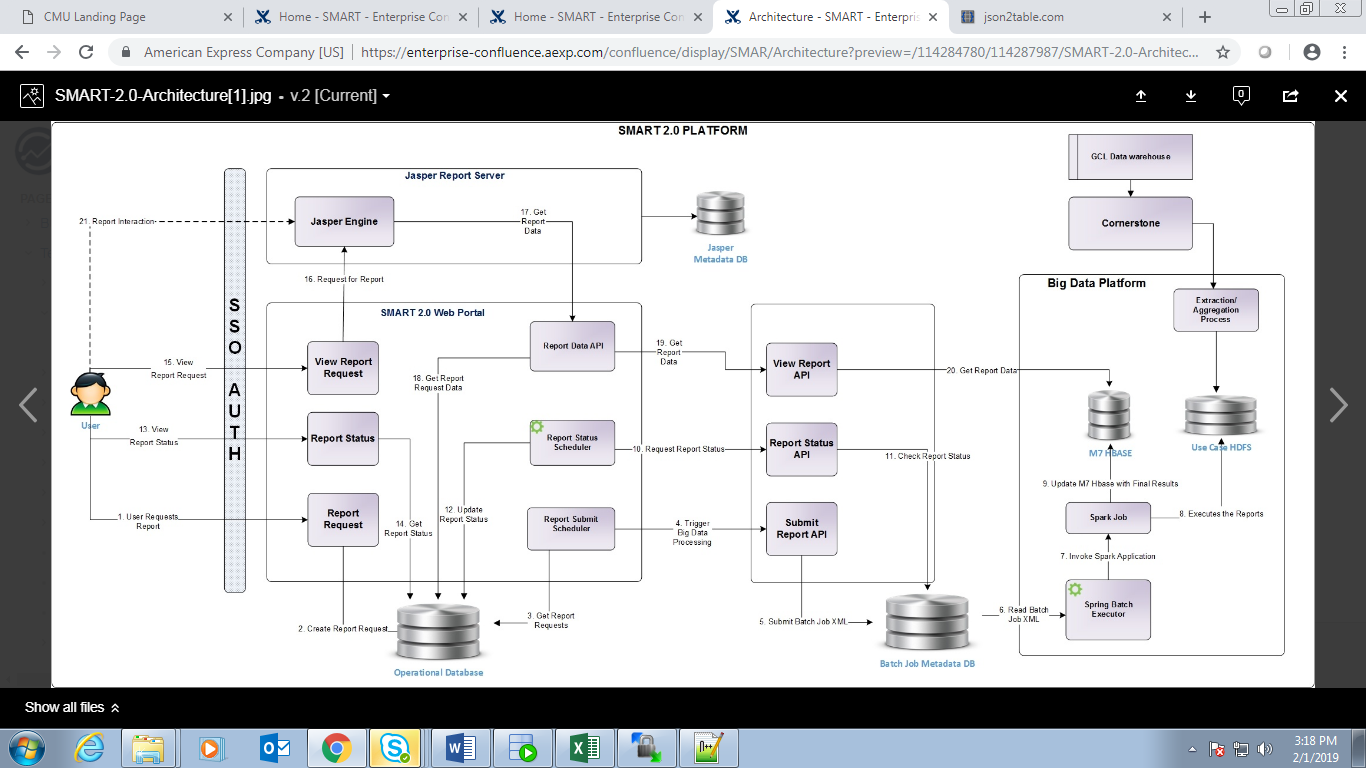 CMU Landing Page
Home - SMART - Enterprise Con
Home - SMART - Enterprise Con
Architecture - SMART - Enterpris
json2table.com
American Express Company [US]
https://enterprise-confluence.aexp.com/confluence/display/SMAR/Architecture?preview=/114284780/114287987/SMART-2.0-Architec...
SMART-2.0-Architecture[1].jpg - v.2 [Current]
0
SMART 2.0 PLATFORM
Jasper Report Server
GCL Data warehouse
21. Report Interaction
Jasper Engine
17. Get
Report
Data
Jasper
Metadata DB
Cornerstone
16. Request for Report
Big Data Platform
Extraction/
Aggregation
Process
SSO AUTH
SMART 2.0 Web Portal
15. View
Report Request
View Report
Request
Report Data API
19. Get
Report
Data
View Report
API
20. Get Report Data
18. Get Report
Request Data
User
13. View
Report Status
Report Status
Report Status
Scheduler
10. Request Report Status
Report Status
API
11. Check Report Status
M7 HBASE
Use Case HDFS
9. Update M7 Hbase with Final Results
1. User Requests
Report
Report
Request
14. Get
Report Status
12. Update
Report Status
Report Submit
Scheduler
4. Trigger
Big Data
Processing
Submit
Report API
Spark Job
8. Executes the Reports
7. Invoke Spark Application
2. Create Report Request
3. Get Report
Requests
5. Submit Batch Job XML
6. Read Batch
Job XML
Spring Batch
Executor
Operational Database
Batch Job Metadata DB
Show all files
3:18 PM
2/1/2019